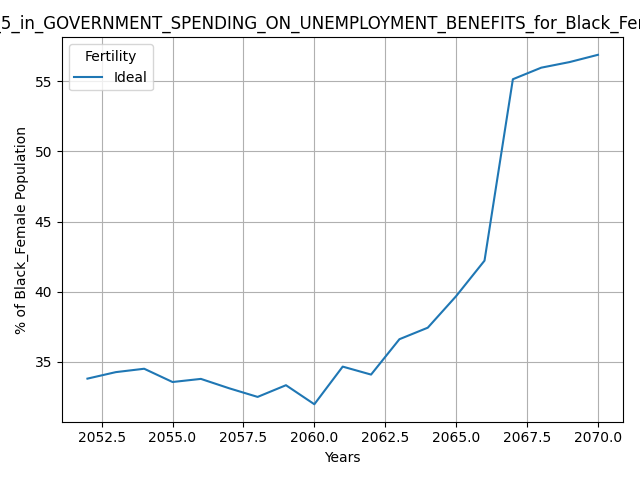 _5_in_GOVERNMENT_SPENDING_ON_UNEMPLOYMENT_BENEFITS_for_Black_Fem
Fertility
Ideal
% of Black_Female Population
55
50
45
40
35
2052.5 2055.0 2057.5 2060.0 2062.5 2065.0 2067.5 2070.0
Years